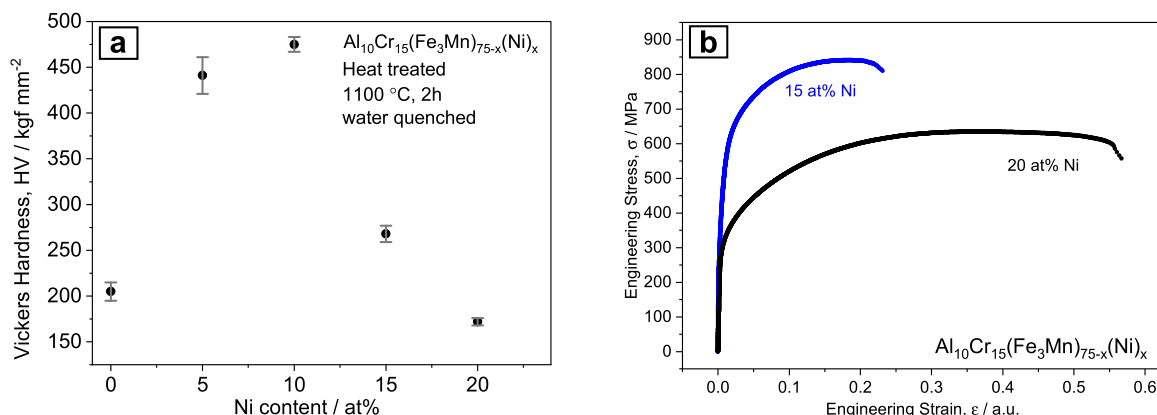 a
Al₁₀Cr₁₅(Fe₃Mn)₇₅₋ₓ(Ni)ₓ
Heat treated
1100 °C, 2h
water quenched
Vickers Hardness, HV / kgf mm⁻²
500
450
400
350
300
250
200
150
0 5 10 15 20
Ni content / at%
b
15 at% Ni
20 at% Ni
Al₁₀Cr₁₅(Fe₃Mn)₇₅₋ₓ(Ni)ₓ
Engineering Stress, σ / MPa
900
800
700
600
500
400
300
200
100
0
0.0 0.1 0.2 0.3 0.4 0.5 0.6
Engineering Strain, ε / a.u.